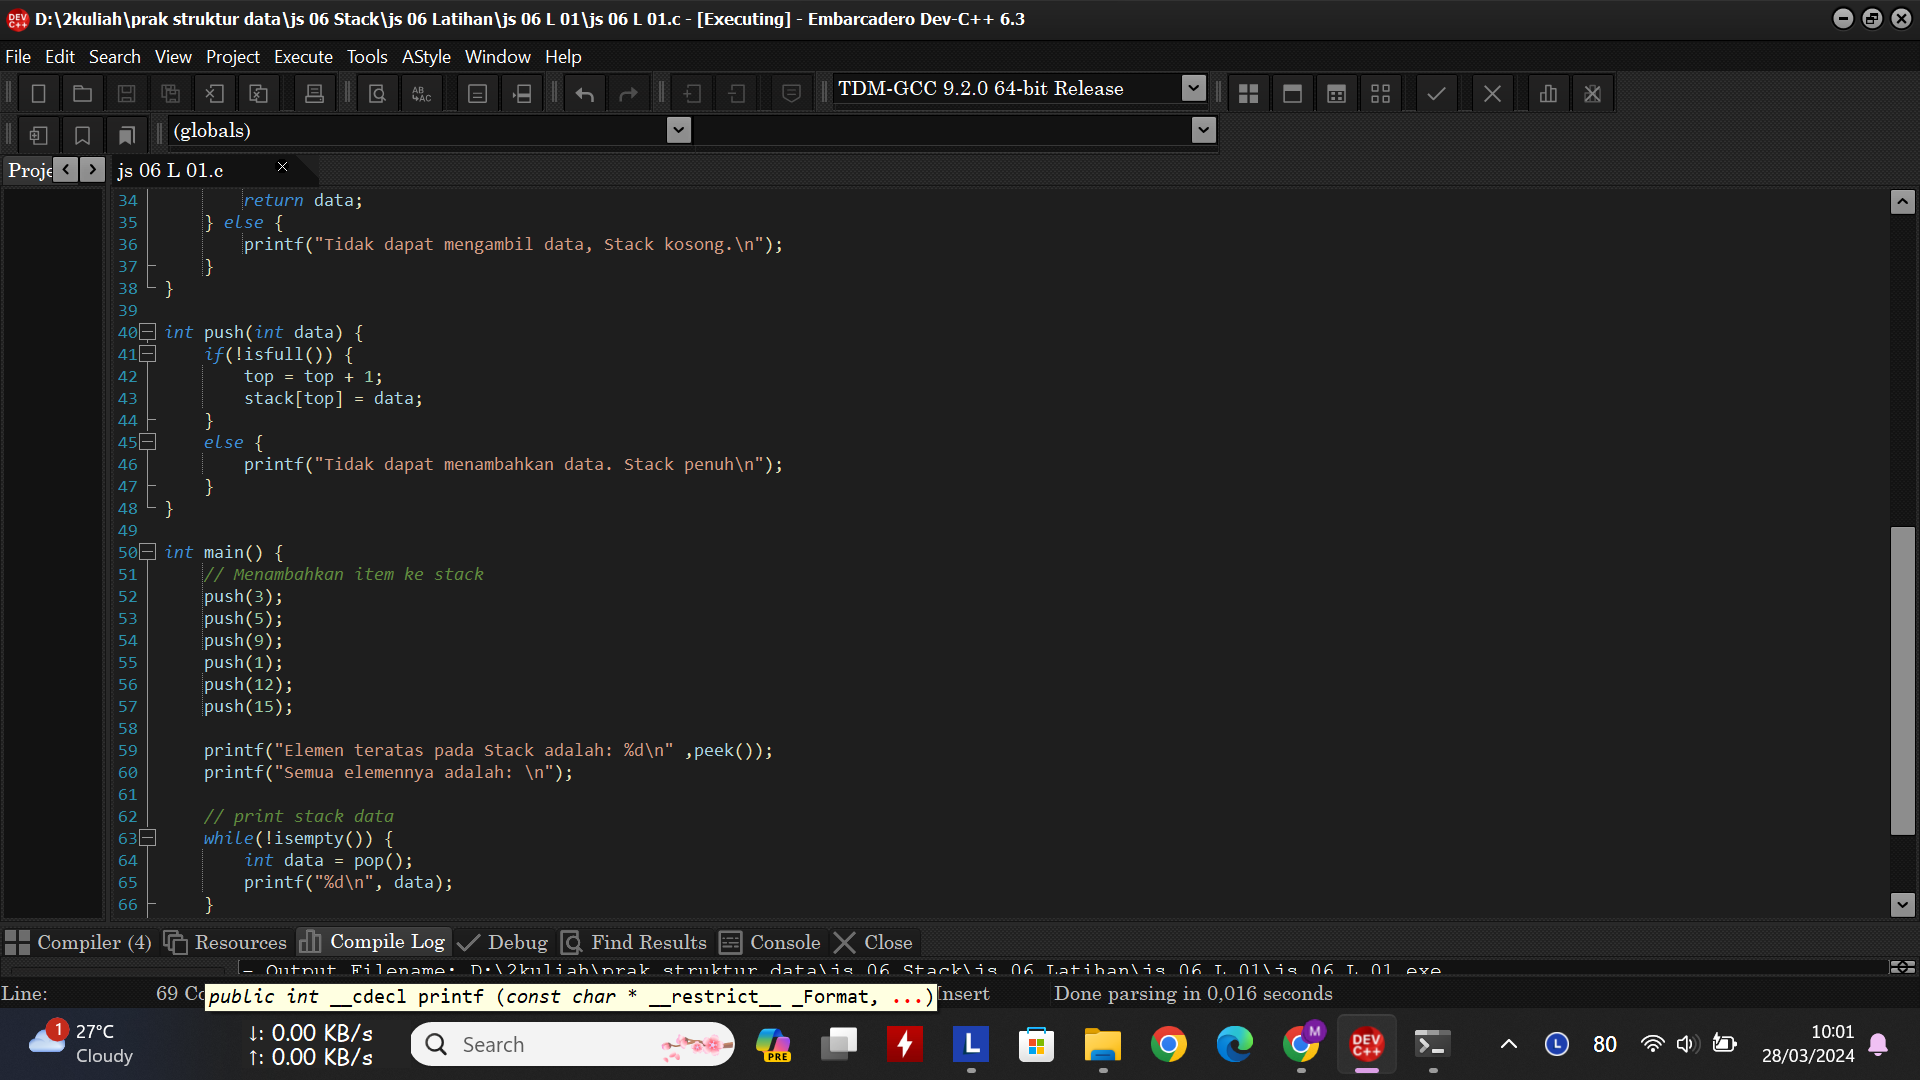 D:\2kuliah\prak struktur data\js 06 Stack\js 06 Latihan\js 06 L 01\js 06 L 01.c - [Executing] - Embarcadero Dev-C++ 6.3
File Edit Search View Project Execute Tools AStyle Window Help
TDM-GCC 9.2.0 64-bit Release
(globals)
Proje js 06 L 01.c
34 return data;
35 } else {
36 printf("Tidak dapat mengambil data, Stack kosong.\n");
37 }
38 }
39
40 int push(int data) {
41 if(!isfull()) {
42 top = top + 1;
43 stack[top] = data;
44 }
45 else {
46 printf("Tidak dapat menambahkan data. Stack penuh\n");
47 }
48 }
49
50 int main() {
51 // Menambahkan item ke stack
52 push(3);
53 push(5);
54 push(9);
55 push(1);
56 push(12);
57 push(15);
58
59 printf("Elemen teratas pada Stack adalah: %d\n" ,peek());
60 printf("Semua elemennya adalah: \n");
61
62 // print stack data
63 while(!isempty()) {
64 int data = pop();
65 printf("%d\n", data);
66 }
Compiler (4) Resources Compile Log Debug Find Results Console Close
- Output Filename: D:\2kuliah\prak struktur data\js 06 Stack\js 06 Latihan\js 06 L 01\js 06 L 01.exe
Line: 69 Co public int __cdecl printf (const char * __restrict__ _Format, ...) Insert Done parsing in 0,016 seconds
1 27°C
Cloudy
↓: 0.00 KB/s
↑: 0.00 KB/s
Search
PRE
L
M
DEV C++
L
80
10:01
28/03/2024